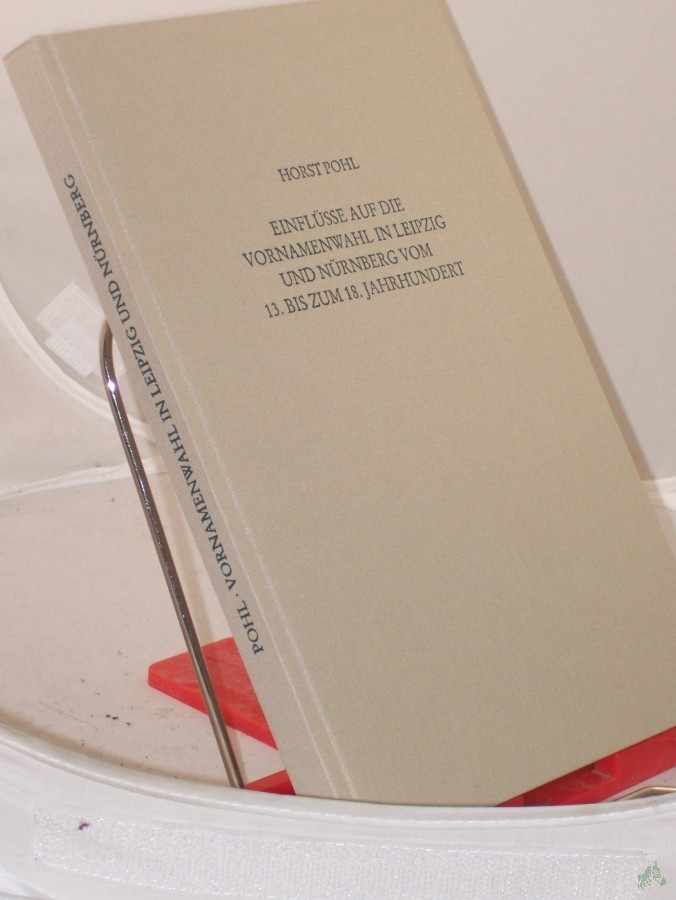 HORST POHL
EINFLÜSSE AUF DIE
VORNAMENWAHL IN LEIPZIG
UND NÜRNBERG VOM
13. BIS ZUM 18. JAHRHUNDERT
POHL · VORNAMENWAHL IN LEIPZIG UND NÜRNBERG